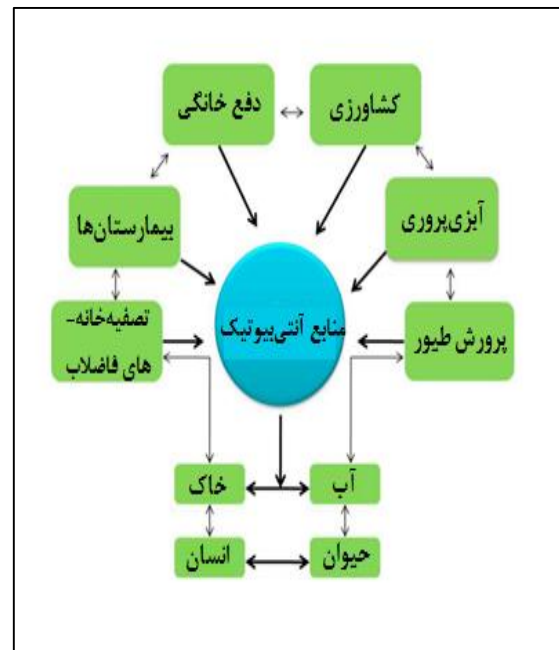 کشاورزی
دفع خانگی
آبزی‌پروری
بیمارستان‌ها
منابع آنتی‌بیوتیک
پرورش طیور
تصفیه‌خانه-
های فاضلاب
آب
خاک
حیوان
انسان